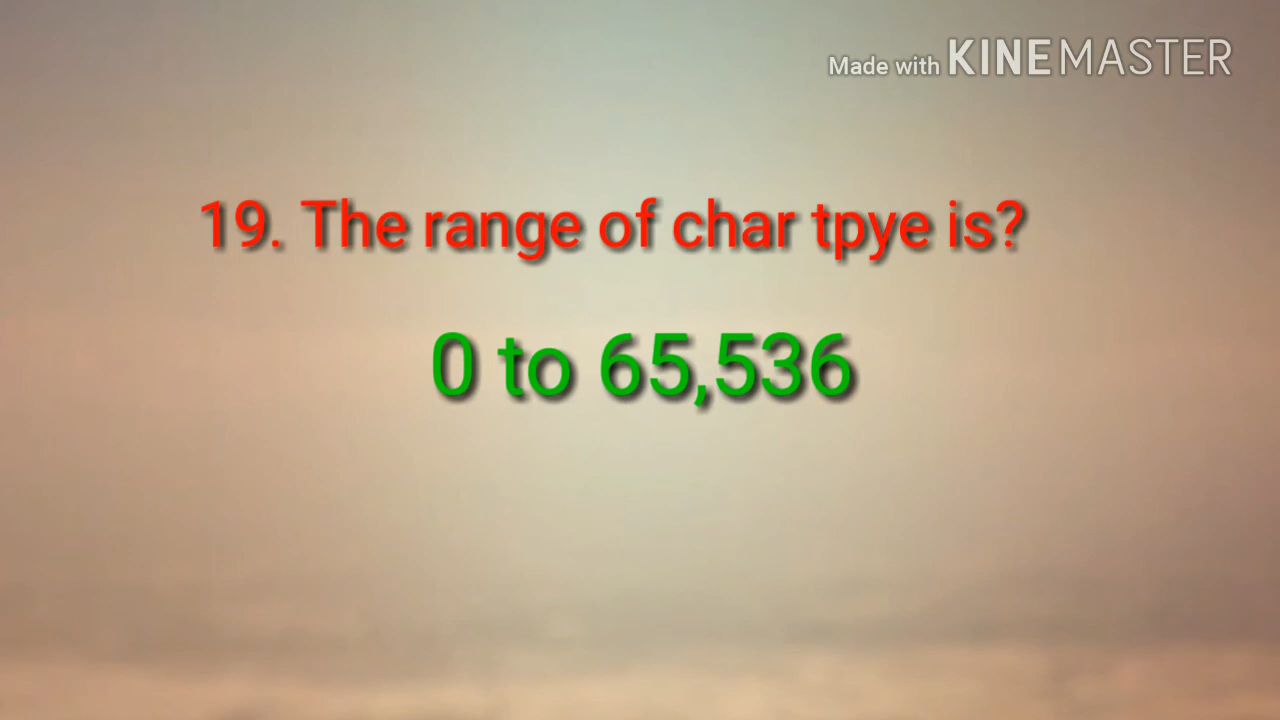 Made with KINEMASTER
19. The range of char tpye is?
0 to 65,536